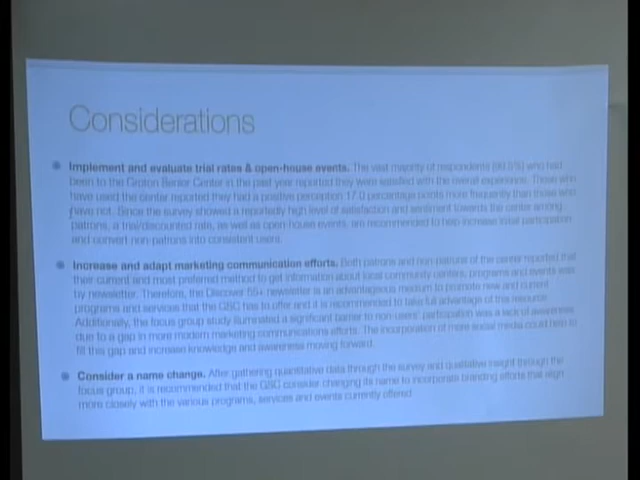 Considerations
Implement and evaluate trial rates & open-house events. The vast majority of respondents (90.5%) who had
been to the Groton Senior Center in the past year reported they were satisfied with the overall experience. Those who
have used the center reported they had a positive perception 17.0 percentage points more frequently than those who
have not. Since the survey showed a reportedly high level of satisfaction and sentiment towards the center among
patrons, a trial/discounted rate, as well as open-house events, are recommended to help increase initial participation
and convert non-patrons into consistent users.
Increase and adapt marketing communication efforts. Both patrons and non-patrons of the center reported that
their current and most preferred method to get information about local community centers, programs and events was
by newsletter. Therefore, the Discover 55+ newsletter is an advantageous medium to promote new and current
programs and services that the GSC has to offer and it is recommended to take full advantage of this resource.
Additionally, the focus group study illuminated a significant barrier to non-users' participation was a lack of awareness
due to a gap in more modern marketing communications efforts. The incorporation of more social media could help to
fill this gap and increase knowledge and awareness moving forward.
Consider a name change. After gathering quantitative data through the survey and qualitative insight through the
focus group, it is recommended that the GSC consider changing its name to incorporate branding efforts that align
more closely with the various programs, services and events currently offered.